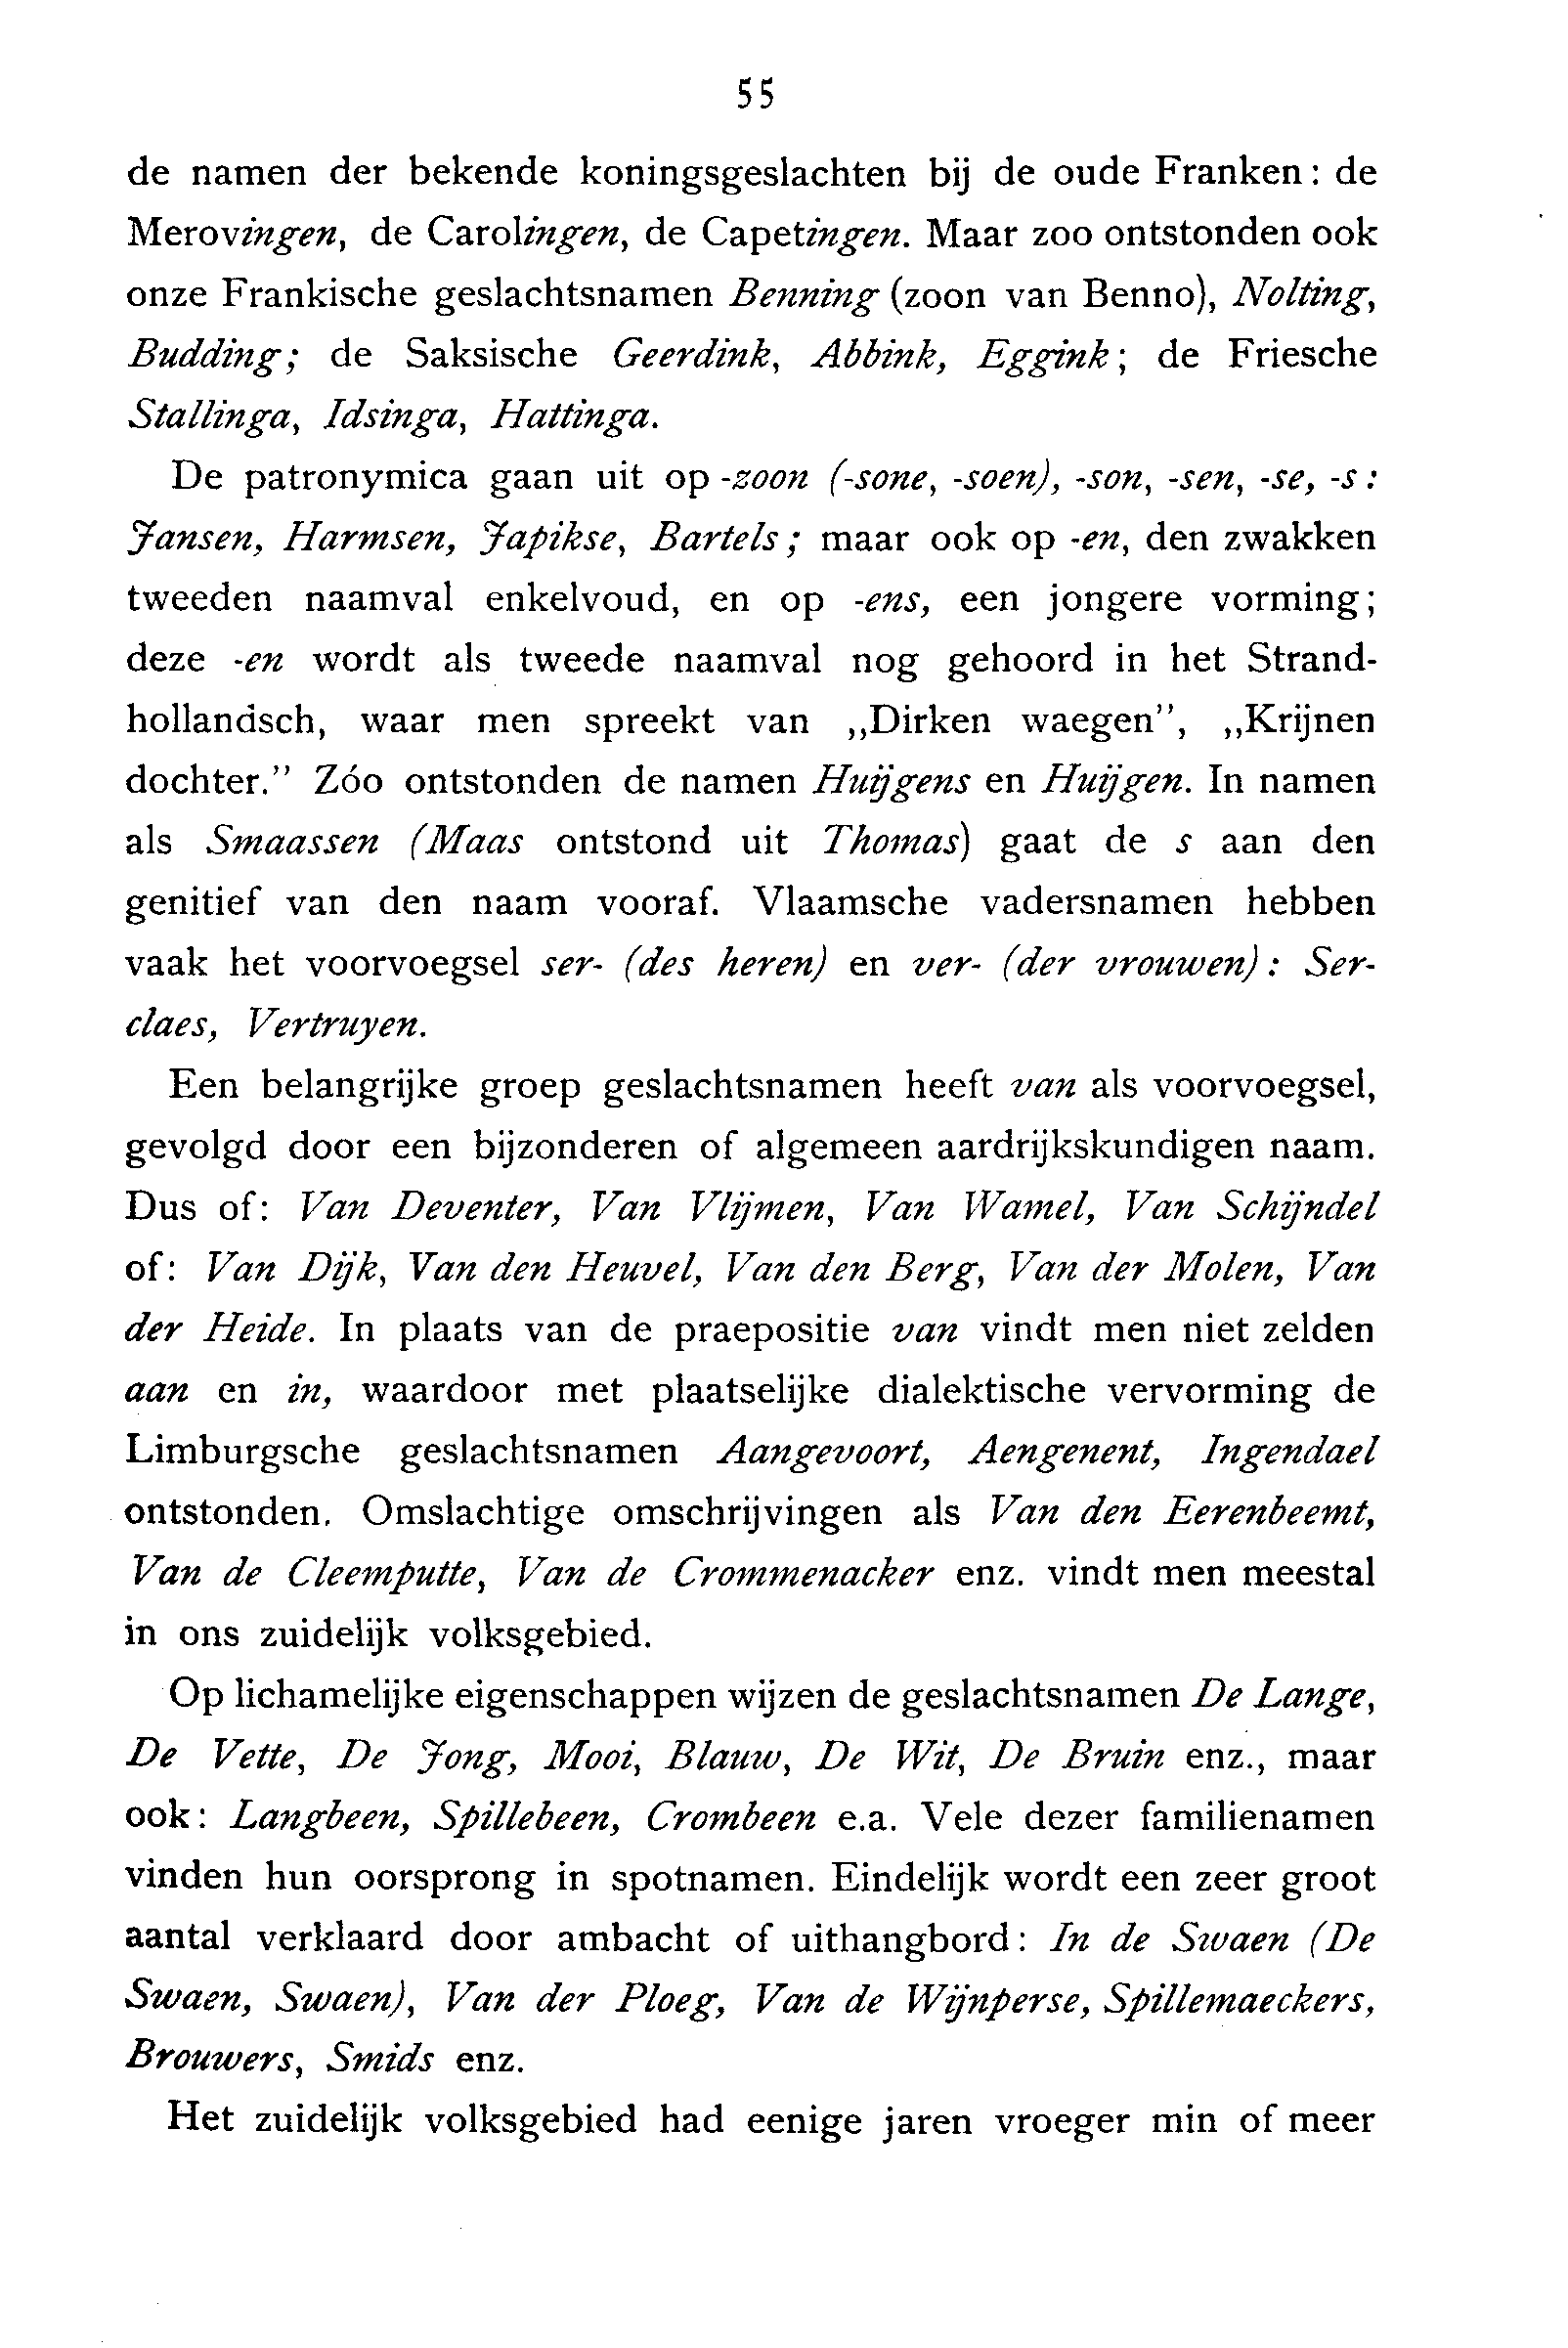 55
de namen der bekende koningsgeslachten bij de oude Franken: de
Merovingen, de Carolingen, de Capetingen. Maar zoo ontstonden ook
onze Frankische geslachtsnamen Benning (zoon van Benno), Nolting,
Budding; de Saksische Geerdink, Abbink, Eggink; de Friesche
Stallinga, Idsinga, Hattinga.
De patronymica gaan uit op -zoon (-sone, -soen), -son, -sen, -se, -s:
Jansen, Harmsen, Japikse, Bartels; maar ook op -en, den zwakken
tweeden naamval enkelvoud, en op -ens, een jongere vorming;
deze -en wordt als tweede naamval nog gehoord in het Strand-
hollandsch, waar men spreekt van „Dirken waegen”, „Krijnen
dochter.” Zóo ontstonden de namen Huijgens en Huijgen. In namen
als Smaassen (Maas ontstond uit Thomas) gaat de s aan den
genitief van den naam vooraf. Vlaamsche vadersnamen hebben
vaak het voorvoegsel ser- (des heren) en ver- (der vrouwen): Ser-
claes, Vertruyen.
Een belangrijke groep geslachtsnamen heeft van als voorvoegsel,
gevolgd door een bijzonderen of algemeen aardrijkskundigen naam.
Dus of: Van Deventer, Van Vlijmen, Van Wamel, Van Schijndel
of: Van Dijk, Van den Heuvel, Van den Berg, Van der Molen, Van
der Heide. In plaats van de praepositie van vindt men niet zelden
aan en in, waardoor met plaatselijke dialektische vervorming de
Limburgsche geslachtsnamen Aangevoort, Aengenent, Ingendael
ontstonden. Omslachtige omschrijvingen als Van den Eerenbeemt,
Van de Cleemputte, Van de Crommenacker enz. vindt men meestal
in ons zuidelijk volksgebied.
Op lichamelijke eigenschappen wijzen de geslachtsnamen De Lange,
De Vette, De Jong, Mooi, Blauw, De Wit, De Bruin enz., maar
ook: Langbeen, Spillebeen, Crombeen e.a. Vele dezer familienamen
vinden hun oorsprong in spotnamen. Eindelijk wordt een zeer groot
aantal verklaard door ambacht of uithangbord: In de Swaen (De
Swaen, Swaen), Van der Ploeg, Van de Wijnperse, Spillemaeckers,
Brouwers, Smids enz.
Het zuidelijk volksgebied had eenige jaren vroeger min of meer